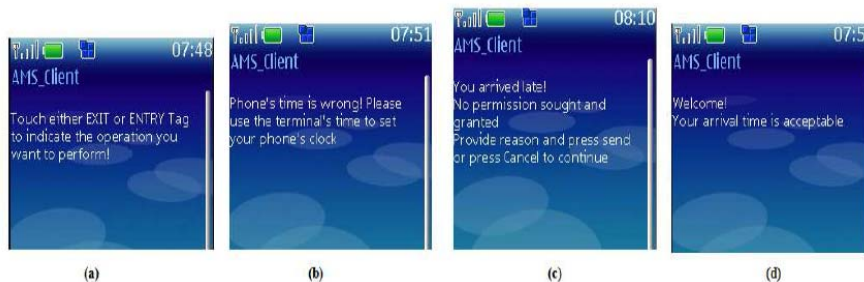 07:48
AMS_Client
Touch either EXIT or ENTRY Tag
to indicate the operation you
want to perform!
(a)
07:51
AMS_Client
Phone's time is wrong! Please
use the terminal's time to set
your phone's clock
(b)
08:10
AMS_Client
You arrived late!
No permission sought and
granted
Provide reason and press send
or press Cancel to continue
(c)
07:5
AMS_Client
Welcome!
Your arrival time is acceptable
(d)